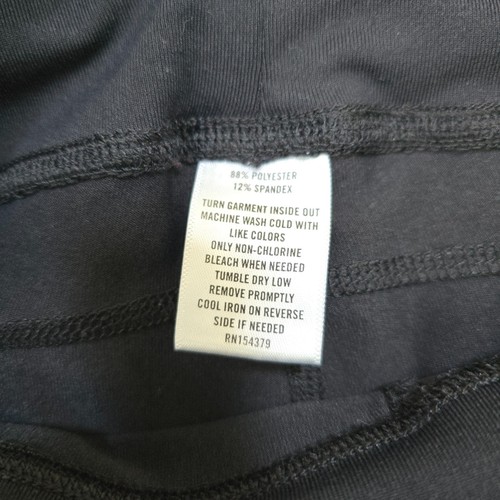 88% POLYESTER
12% SPANDEX
TURN GARMENT INSIDE OUT
MACHINE WASH COLD WITH
LIKE COLORS
ONLY NON-CHLORINE
BLEACH WHEN NEEDED
TUMBLE DRY LOW
REMOVE PROMPTLY
COOL IRON ON REVERSE
SIDE IF NEEDED
RN154379